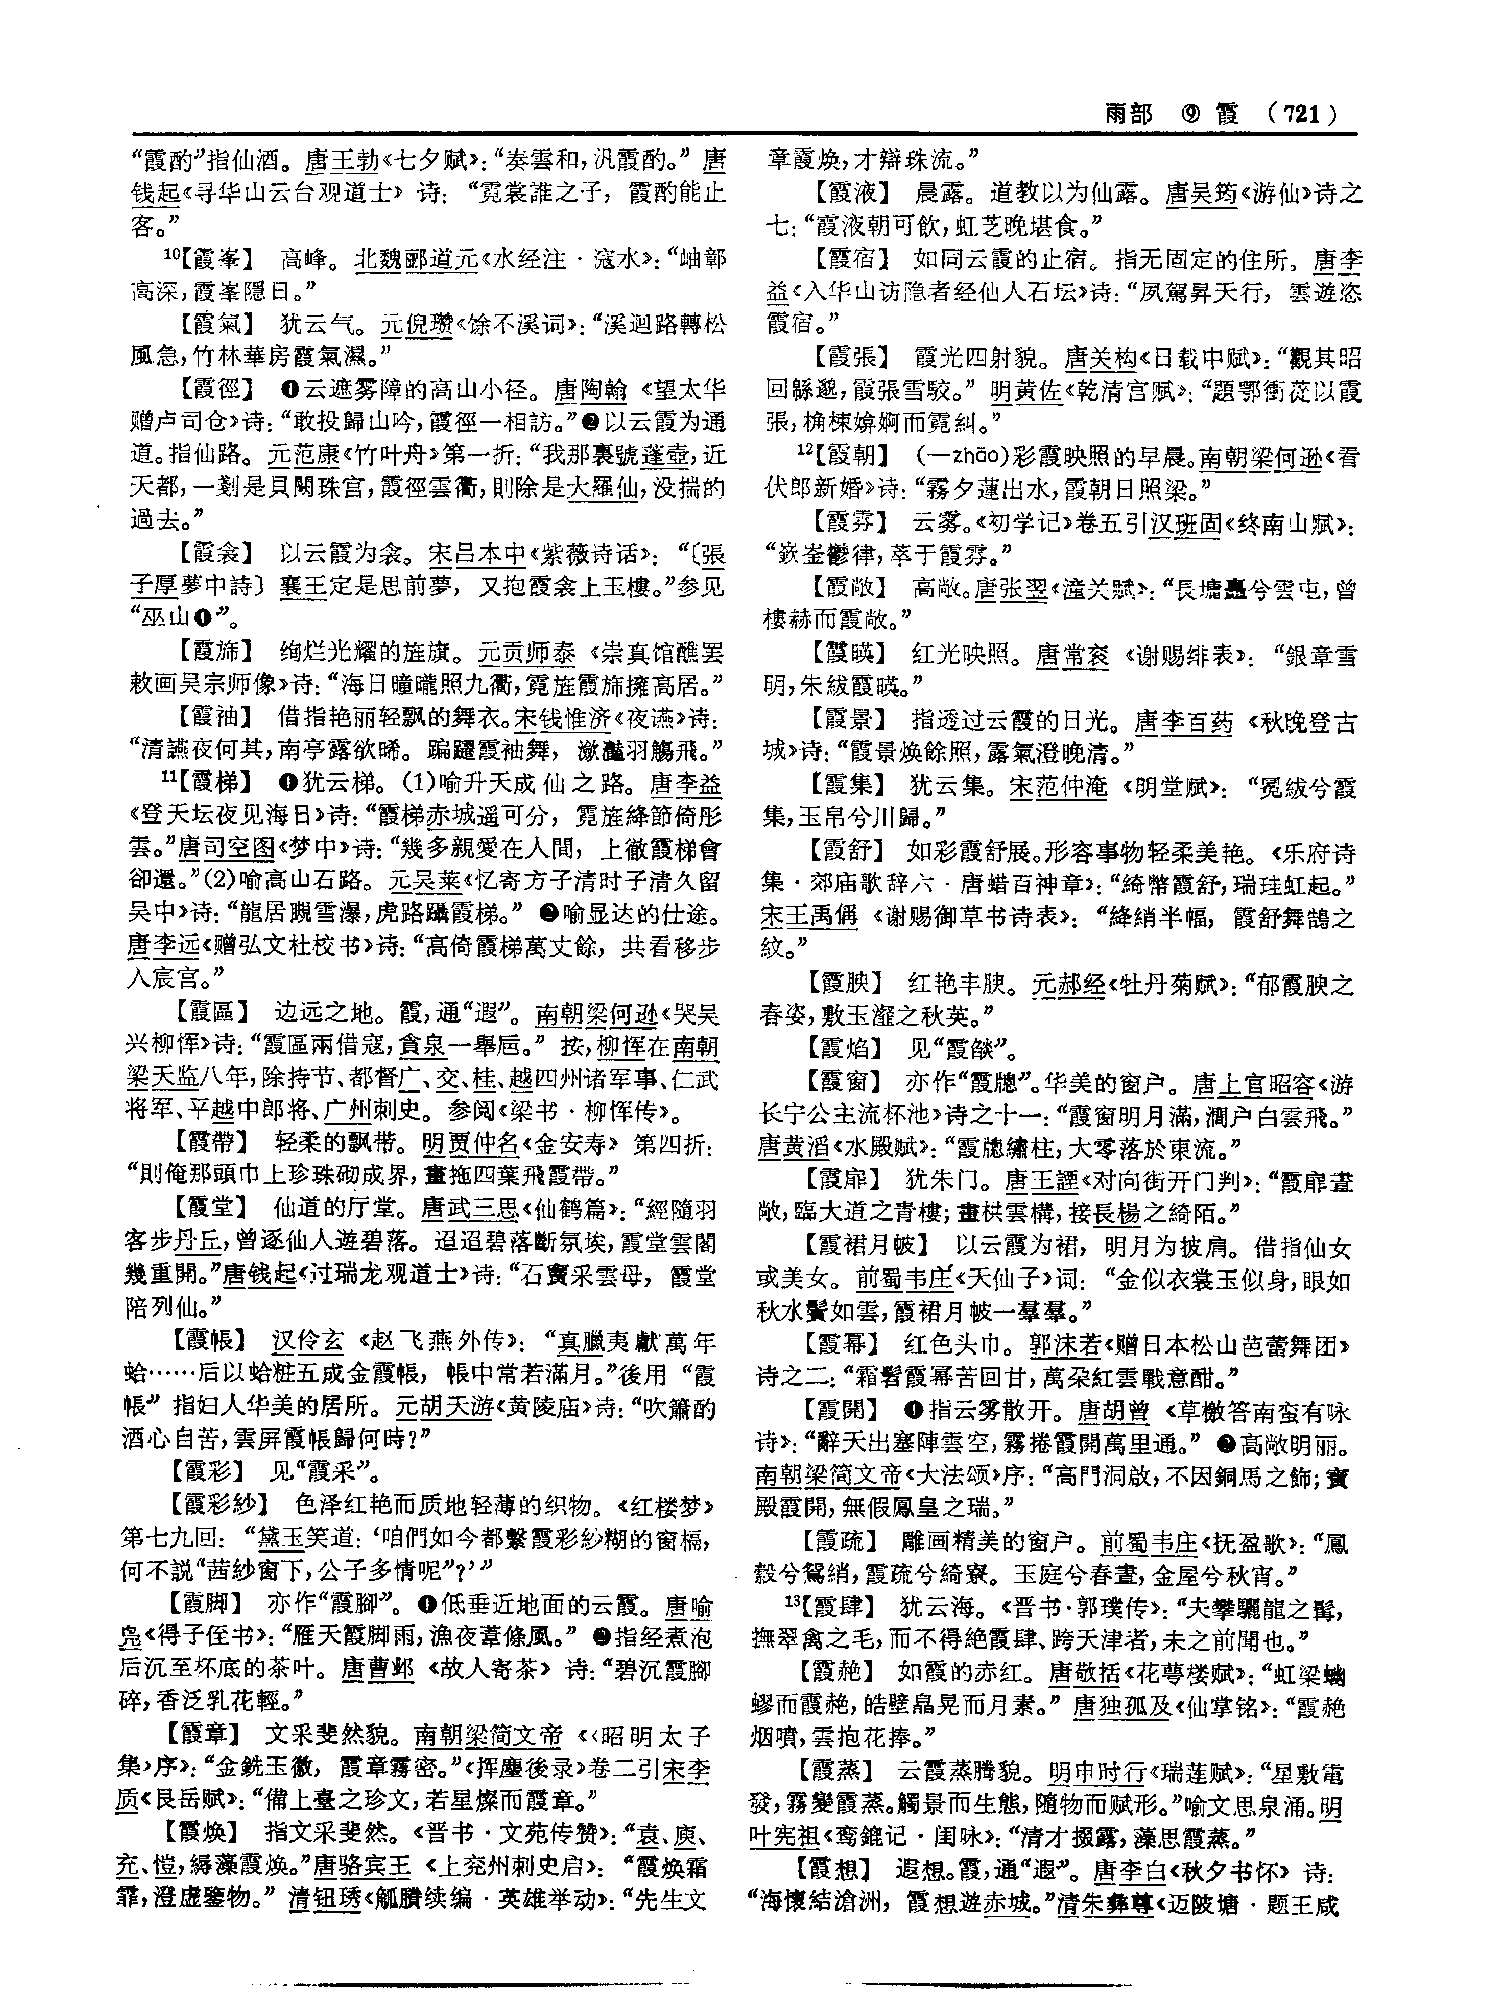 雨部 ⑨ 霞 (721)
“霞酌”指仙酒。唐王勃《七夕赋》：“奏雲和，汎霞酌。”唐
钱起《寻华山云台观道士》诗：“霓裳誰之子，霞酌能止
客。”
10【霞峯】 高峰。北魏郦道元《水经注·滱水》：“岫鄣
高深，霞峯隱日。”
【霞氣】 犹云气。元倪瓒《馀不溪词》：“溪迴路轉松
風急，竹林華房霞氣濕。”
【霞徑】 ❶云遮雾障的高山小径。唐陶翰《望太华
赠卢司仓》诗：“敢投歸山吟，霞徑一相訪。”❷以云霞为通
道。指仙路。元范康《竹叶舟》第一折：“我那裏號蓬壺，近
天都，一剗是貝闕珠宫，霞徑雲衢，則除是大羅仙，没揣的
過去。”
【霞衾】 以云霞为衾。宋吕本中《紫薇诗话》：“〔張
子厚夢中詩〕襄王定是思前夢，又抱霞衾上玉樓。”参见
“巫山❶”。
【霞斾】 绚烂光耀的旌旗。元贡师泰《崇真馆醮罢
敕画吴宗师像》诗：“海日曈曨照九衢，霓旌霞斾擁高居。”
【霞袖】 借指艳丽轻飘的舞衣。宋钱惟济《夜讌》诗：
“清讌夜何其，南亭露欲晞。蹁躚霞袖舞，瀲灩羽觴飛。”
11【霞梯】 ❶犹云梯。(1)喻升天成仙之路。唐李益
《登天坛夜见海日》诗：“霞梯赤城遥可分，霓旌絳節倚彤
雲。”唐司空图《梦中》诗：“幾多親愛在人間，上徹霞梯會
卻還。”(2)喻高山石路。元吴莱《忆寄方子清时子清久留
吴中》诗：“龍居覞雪瀑，虎路躡霞梯。”❷喻显达的仕途。
唐李远《赠弘文杜校书》诗：“高倚霞梯萬丈餘，共看移步
入宸宫。”
【霞區】 边远之地。霞，通“遐”。南朝梁何逊《哭吴
兴柳恽》诗：“霞區兩借寇，貪泉一舉卮。”按，柳恽在南朝
梁天监八年，除持节、都督广、交、桂、越四州诸军事、仁武
将军、平越中郎将、广州刺史。参阅《梁书·柳恽传》。
【霞帶】 轻柔的飘带。明贾仲名《金安寿》第四折：
“則俺那頭巾上珍珠砌成界，畫拖四葉飛霞帶。”
【霞堂】 仙道的厅堂。唐武三思《仙鹤篇》：“經隨羽
客步丹丘，曾逐仙人遊碧落。迢迢碧落斷氛埃，霞堂雲閣
幾重開。”唐钱起《过瑞龙观道士》诗：“石竇采雲母，霞堂
陪列仙。”
【霞帳】 汉伶玄《赵飞燕外传》：“真臘夷獻萬年
蛤……后以蛤粧五成金霞帳，帳中常若滿月。”後用“霞
帳”指妇人华美的居所。元胡天游《黄陵庙》诗：“吹簫酌
酒心自苦，雲屏霞帳歸何時？”
【霞彩】 见“霞采”。
【霞彩紗】 色泽红艳而质地轻薄的织物。《红楼梦》
第七九回：“黛玉笑道：‘咱們如今都繫霞彩紗糊的窗槅，
何不説“茜紗窗下，公子多情呢”？’”
【霞脚】 亦作“霞腳”。❶低垂近地面的云霞。唐喻
凫《得子侄书》：“雁天霞脚雨，漁夜葦條風。”❷指经煮泡
后沉至杯底的茶叶。唐曹邺《故人寄茶》诗：“碧沉霞腳
碎，香泛乳花輕。”
【霞章】 文采斐然貌。南朝梁简文帝《〈昭明太子
集〉序》：“金銑玉徽，霞章霧密。”《挥麈後录》卷二引宋李
质《艮岳赋》：“備上臺之珍文，若星燦而霞章。”
【霞焕】 指文采斐然。《晋书·文苑传赞》：“袁、庾、
充、愷，縟藻霞焕。”唐骆宾王《上兖州刺史启》：“霞焕霜
霏，澄虚鑒物。”清钮琇《觚賸续编·英雄举动》：“先生文
章霞焕，才辯珠流。”
【霞液】 晨露。道教以为仙露。唐吴筠《游仙》诗之
七：“霞液朝可飲，虹芝晚堪食。”
【霞宿】 如同云霞的止宿。指无固定的住所。唐李
益《入华山访隐者经仙人石坛》诗：“夙駕昇天行，雲遊恣
霞宿。”
【霞張】 霞光四射貌。唐关构《日载中赋》：“觀其昭
回緜邈，霞張雪駮。”明黄佐《乾清宫赋》：“題鄂衝蓯以霞
張，桷楝媕婀而霓糾。”
12【霞朝】 (—zhāo)彩霞映照的早晨。南朝梁何逊《看
伏郎新婚》诗：“霧夕蓮出水，霞朝日照梁。”
【霞雰】 云雾。《初学记》卷五引汉班固《终南山赋》：
“嶔崟鬱律，萃于霞雰。”
【霞敞】 高敞。唐张翌《潼关赋》：“長墉矗兮雲屯，曾
樓赫而霞敞。”
【霞暎】 红光映照。唐常衮《谢赐绯表》：“銀章雪
明，朱紱霞暎。”
【霞景】 指透过云霞的日光。唐李百药《秋晚登古
城》诗：“霞景焕餘照，露氣澄晚清。”
【霞集】 犹云集。宋范仲淹《明堂赋》：“冕紱兮霞
集，玉帛兮川歸。”
【霞舒】 如彩霞舒展。形容事物轻柔美艳。《乐府诗
集·郊庙歌辞六·唐蜡百神章》：“綺幣霞舒，瑞珪虹起。”
宋王禹偁《谢赐御草书诗表》：“絳綃半幅，霞舒舞鵠之
紋。”
【霞腴】 红艳丰腴。元郝经《牡丹菊赋》：“郁霞腴之
春姿，敷玉瀣之秋英。”
【霞焰】 见“霞燄”。
【霞窗】 亦作“霞牎”。华美的窗户。唐上官昭容《游
长宁公主流杯池》诗之十一：“霞窗明月滿，澗户白雲飛。”
唐黄滔《水殿赋》：“霞牎繡柱，大零落於東流。”
【霞扉】 犹朱门。唐王諲《对向街开门判》：“霞扉晝
敞，臨大道之青樓；畫栱雲構，接長楊之綺陌。”
【霞裙月帔】 以云霞为裙，明月为披肩。借指仙女
或美女。前蜀韦庄《天仙子》词：“金似衣裳玉似身，眼如
秋水鬢如雲，霞裙月帔一羣羣。”
【霞幂】 红色头巾。郭沫若《赠日本松山芭蕾舞团》
诗之二：“霜髫霞幂苦回甘，萬朵紅雲戰意酣。”
【霞開】 ❶指云雾散开。唐胡曾《草檄答南蛮有咏
诗》：“辭天出塞陣雲空，霧捲霞開萬里通。”❷高敞明丽。
南朝梁简文帝《大法颂》序：“高門洞啟，不因銅馬之飾；寶
殿霞開，無假鳳皇之瑞。”
【霞疏】 雕画精美的窗户。前蜀韦庄《抚盈歌》：“鳳
縠兮鴛綃，霞疏兮綺寮。玉庭兮春晝，金屋兮秋宵。”
13【霞肆】 犹云海。《晋书·郭璞传》：“夫攀驪龍之髯，
撫翠禽之毛，而不得絶霞肆、跨天津者，未之前聞也。”
【霞赩】 如霞的赤红。唐敬括《花萼楼赋》：“虹梁蟡
蟉而霞赩，皓壁皛晃而月素。”唐独孤及《仙掌铭》：“霞赩
烟噴，雲抱花捧。”
【霞蒸】 云霞蒸腾貌。明申时行《瑞莲赋》：“星敷電
發，霧變霞蒸。觸景而生態，隨物而赋形。”喻文思泉涌。明
叶宪祖《鸾鎞记·闺咏》：“清才掇露，藻思霞蒸。”
【霞想】 遐想。霞，通“遐”。唐李白《秋夕书怀》诗：
“海懷結滄洲，霞想遊赤城。”清朱彝尊《迈陂塘·题王咸